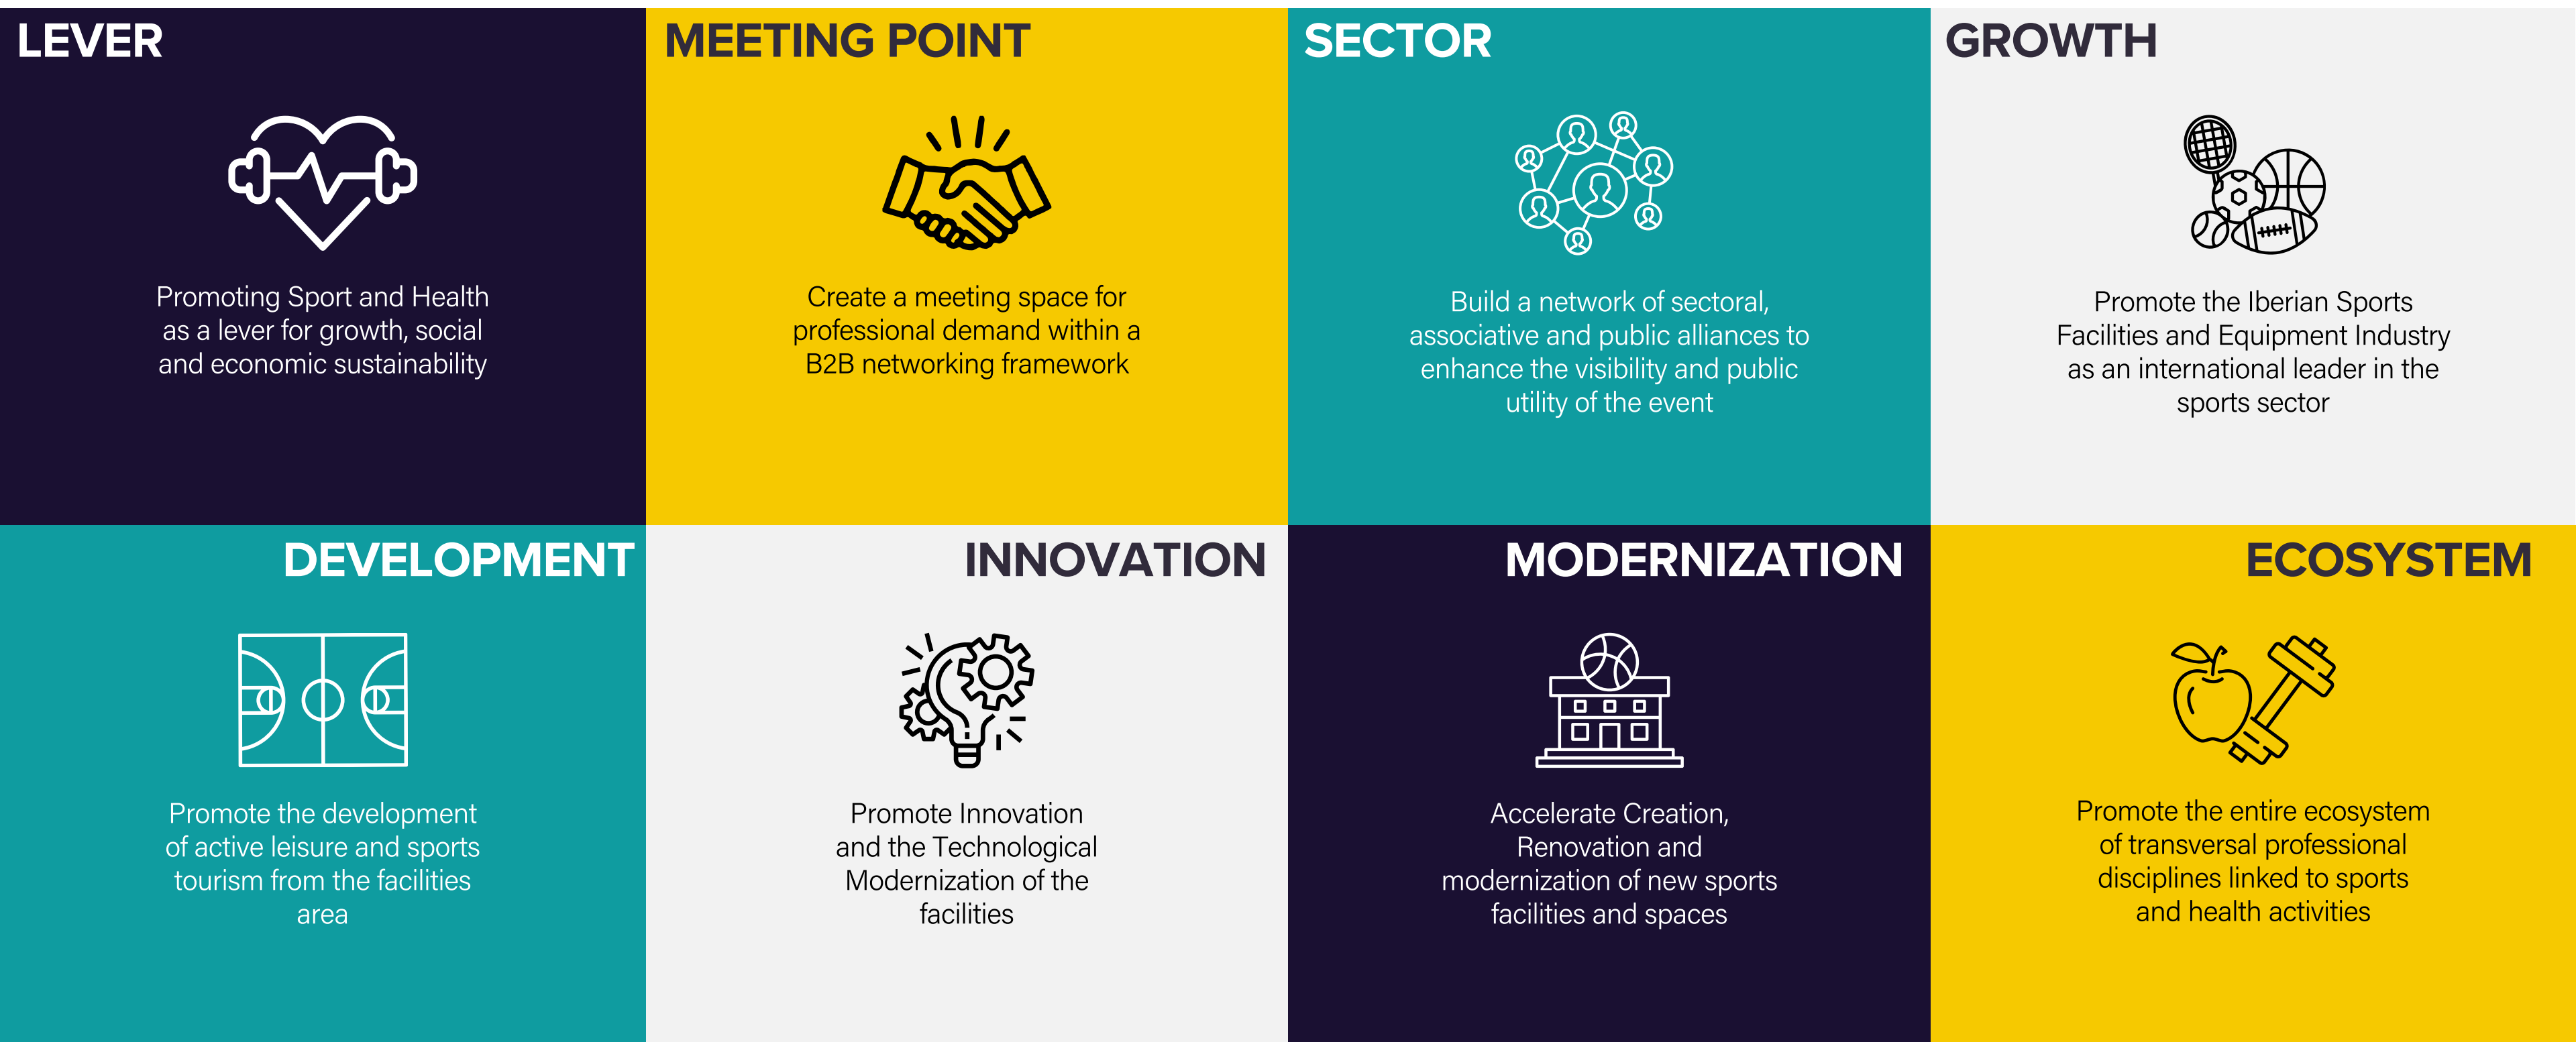 LEVER
Promoting Sport and Health
as a lever for growth, social
and economic sustainability
MEETING POINT
Create a meeting space for
professional demand within a
B2B networking framework
SECTOR
Build a network of sectoral,
associative and public alliances to
enhance the visibility and public
utility of the event
GROWTH
Promote the Iberian Sports
Facilities and Equipment Industry
as an international leader in the
sports sector
DEVELOPMENT
Promote the development
of active leisure and sports
tourism from the facilities
area
INNOVATION
Promote Innovation
and the Technological
Modernization of the
facilities
MODERNIZATION
Accelerate Creation,
Renovation and
modernization of new sports
facilities and spaces
ECOSYSTEM
Promote the entire ecosystem
of transversal professional
disciplines linked to sports
and health activities